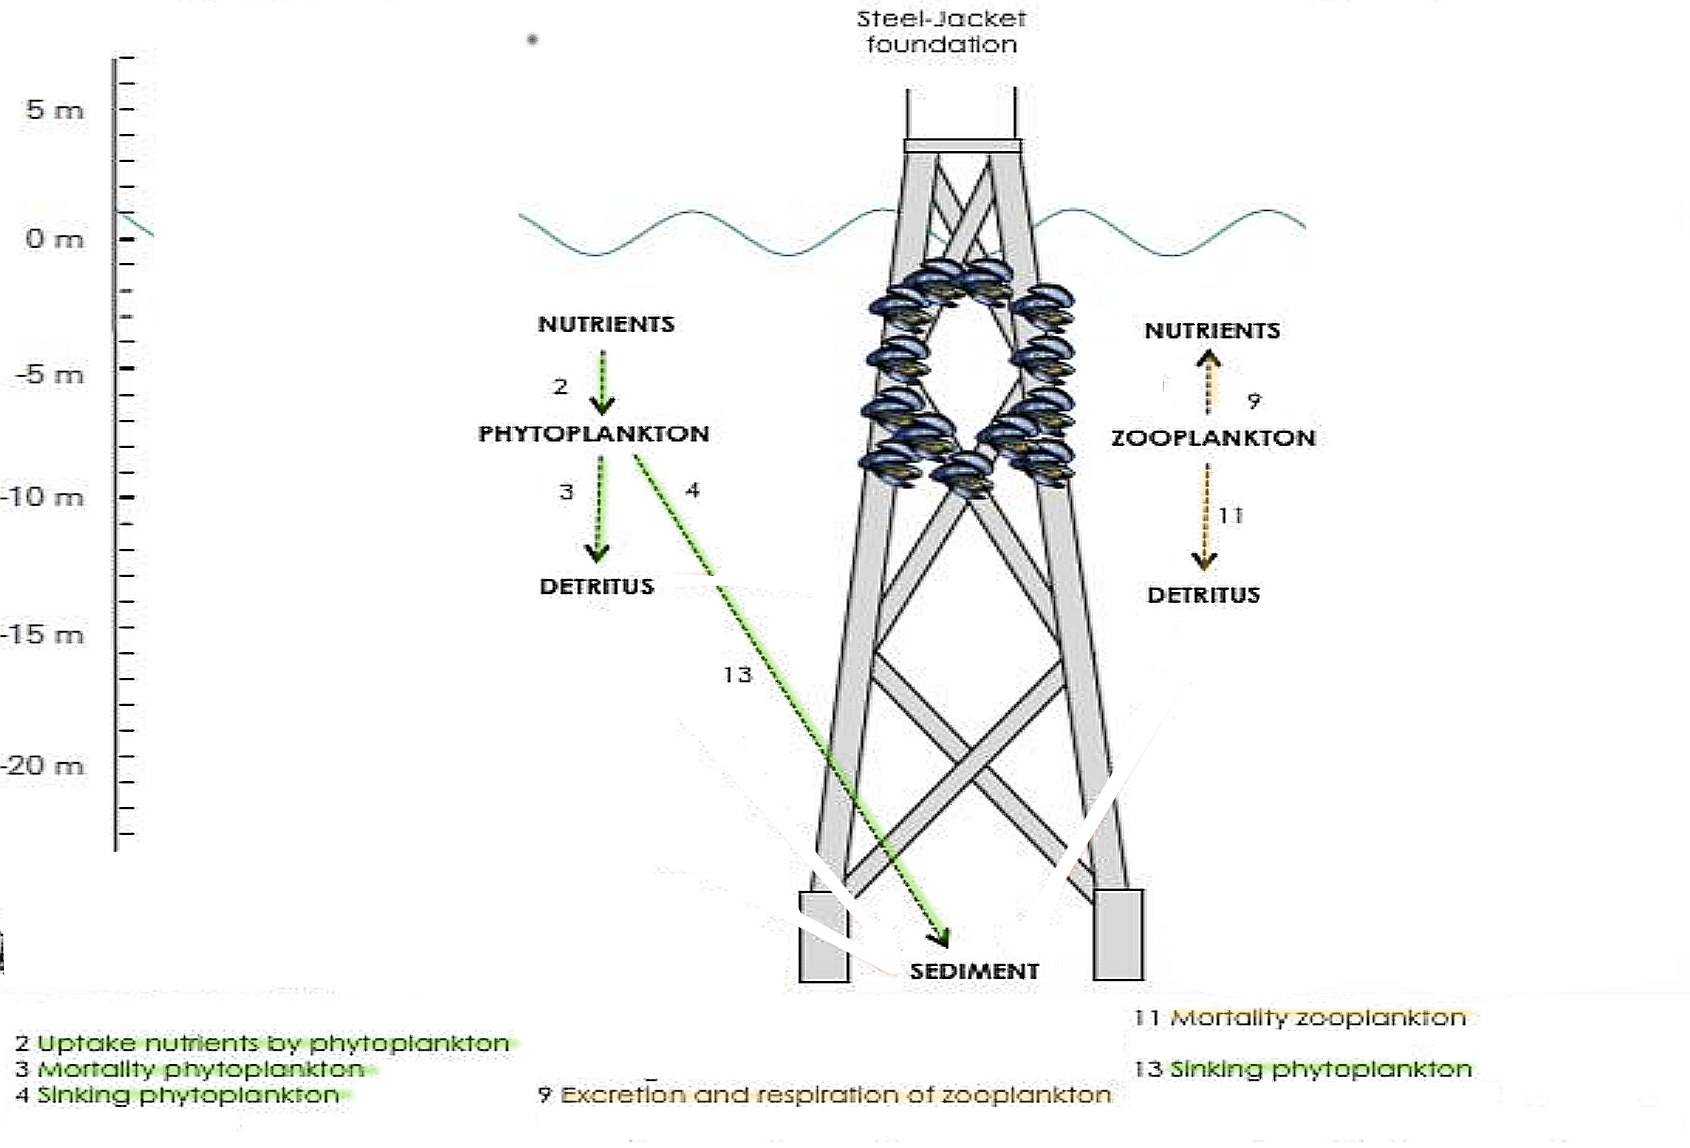 Steel-Jacket
foundation
5 m
0 m
-5 m
-10 m
-15 m
-20 m
NUTRIENTS
2
PHYTOPLANKTON
3
4
DETRITUS
13
NUTRIENTS
9
ZOOPLANKTON
11
DETRITUS
SEDIMENT
2 Uptake nutrients by phytoplankton
3 Mortality phytoplankton
4 Sinking phytoplankton
9 Excretion and respiration of zooplankton
11 Mortality zooplankton
13 Sinking phytoplankton